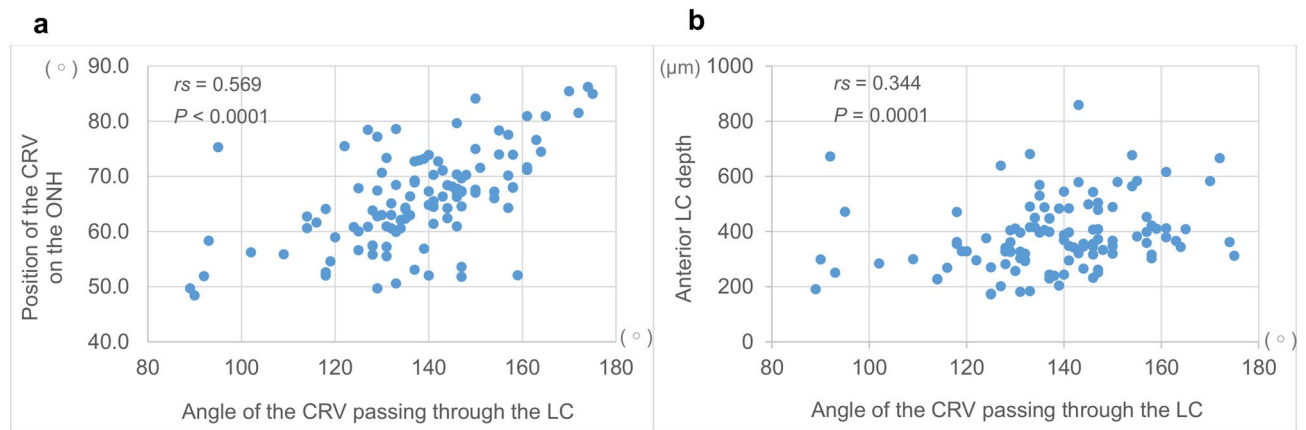 a
( ○ ) 90.0
80.0
70.0
60.0
50.0
40.0
rs = 0.569
P < 0.0001
Position of the CRV
on the ONH
( ○ )
80 100 120 140 160 180
Angle of the CRV passing through the LC
b
(μm) 1000
800
600
400
200
0
rs = 0.344
P = 0.0001
Anterior LC depth
( ○ )
80 100 120 140 160 180
Angle of the CRV passing through the LC